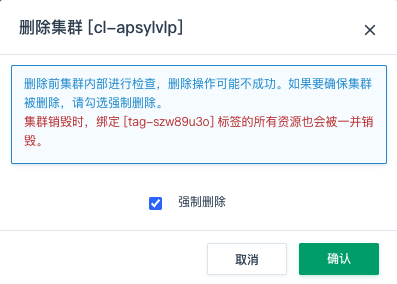 删除集群 [cl-apsylvlp]
删除前集群内部进行检查，删除操作可能不成功。如果要确保集群
被删除，请勾选强制删除。
集群销毁时，绑定 [tag-szw89u3o] 标签的所有资源也会被一并销
毁。
强制删除
取消
确认